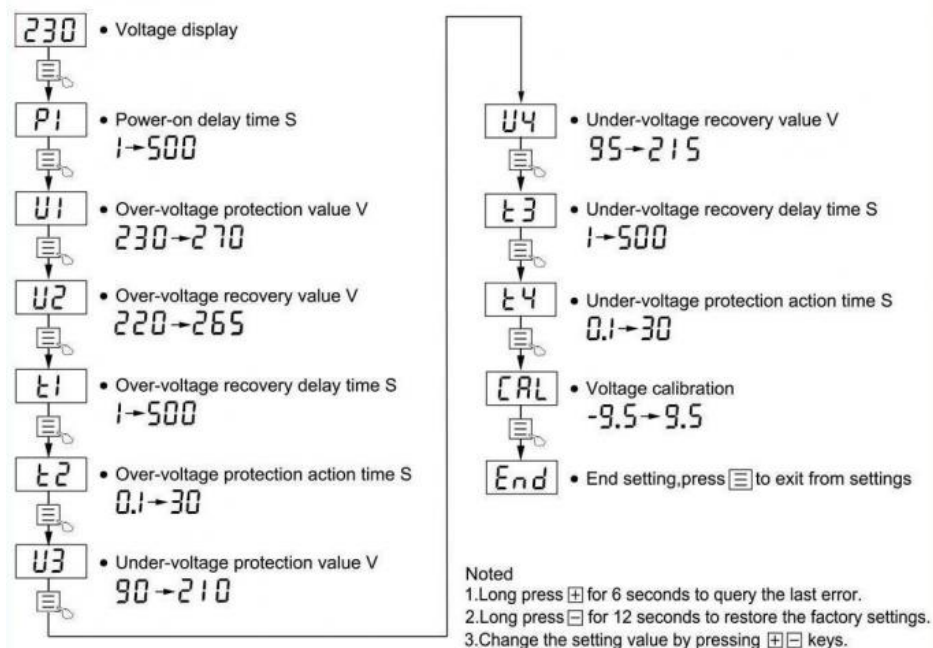 230 • Voltage display
P1 • Power-on delay time S
1→500
U1 • Over-voltage protection value V
230→270
U2 • Over-voltage recovery value V
220→265
t1 • Over-voltage recovery delay time S
1→500
t2 • Over-voltage protection action time S
0.1→30
U3 • Under-voltage protection value V
90→210
U4 • Under-voltage recovery value V
95→215
t3 • Under-voltage recovery delay time S
1→500
t4 • Under-voltage protection action time S
0.1→30
CAL • Voltage calibration
-9.5→9.5
End • End setting,press ☰ to exit from settings
Noted
1.Long press + for 6 seconds to query the last error.
2.Long press - for 12 seconds to restore the factory settings.
3.Change the setting value by pressing + - keys.